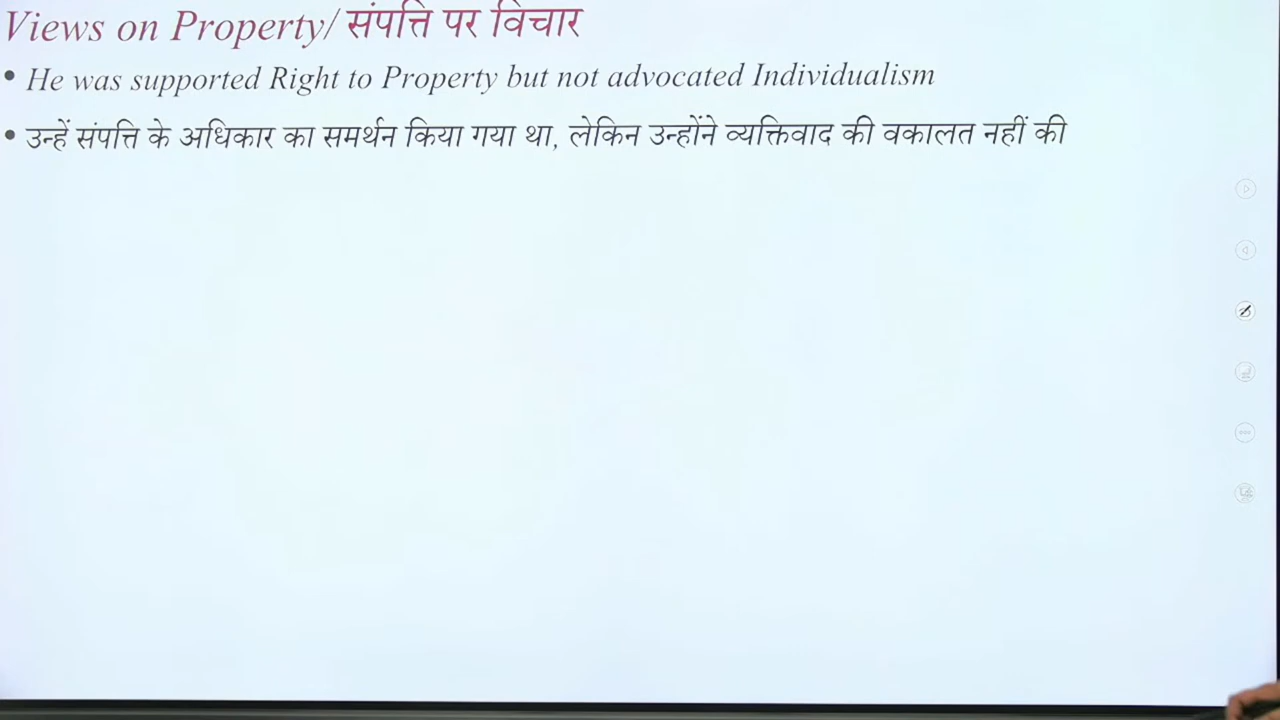 Views on Property/ संपत्ति पर विचार
• He was supported Right to Property but not advocated Individualism
• उन्हें संपत्ति के अधिकार का समर्थन किया गया था, लेकिन उन्होंने व्यक्तिवाद की वकालत नहीं की